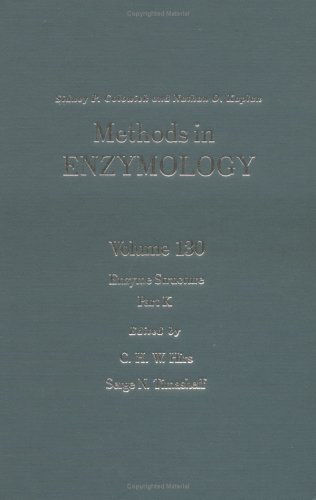 Sidney P. Colowick and Nathan O. Kaplan
Methods in
ENZYMOLOGY
Volume 130
Enzyme Structure
Part K
Edited by
C. H. W. Hirs
Serge N. Timasheff